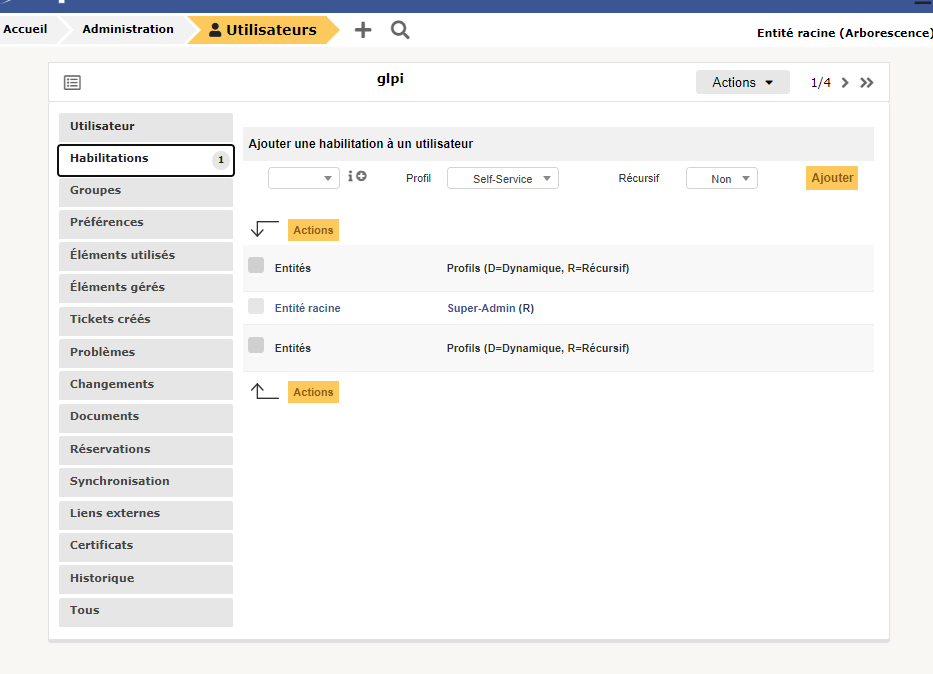 Accueil Administration Utilisateurs Entité racine (Arborescence)
glpi Actions 1/4
Utilisateur
Habilitations 1
Groupes
Préférences
Éléments utilisés
Éléments gérés
Tickets créés
Problèmes
Changements
Documents
Réservations
Synchronisation
Liens externes
Certificats
Historique
Tous
Ajouter une habilitation à un utilisateur
Profil Self-Service Récursif Non Ajouter
Actions
Entités Profils (D=Dynamique, R=Récursif)
Entité racine Super-Admin (R)
Entités Profils (D=Dynamique, R=Récursif)
Actions